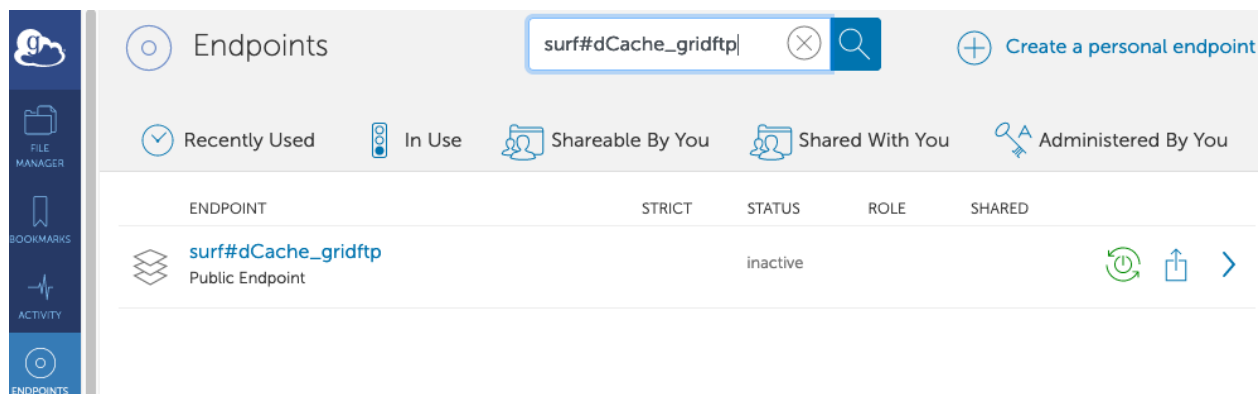 g
Endpoints
surf#dCache_gridftp
Create a personal endpoint
FILE
MANAGER
Recently Used
In Use
Shareable By You
Shared With You
Administered By You
BOOKMARKS
ENDPOINT STRICT STATUS ROLE SHARED
surf#dCache_gridftp
Public Endpoint
inactive
ACTIVITY
ENDPOINTS